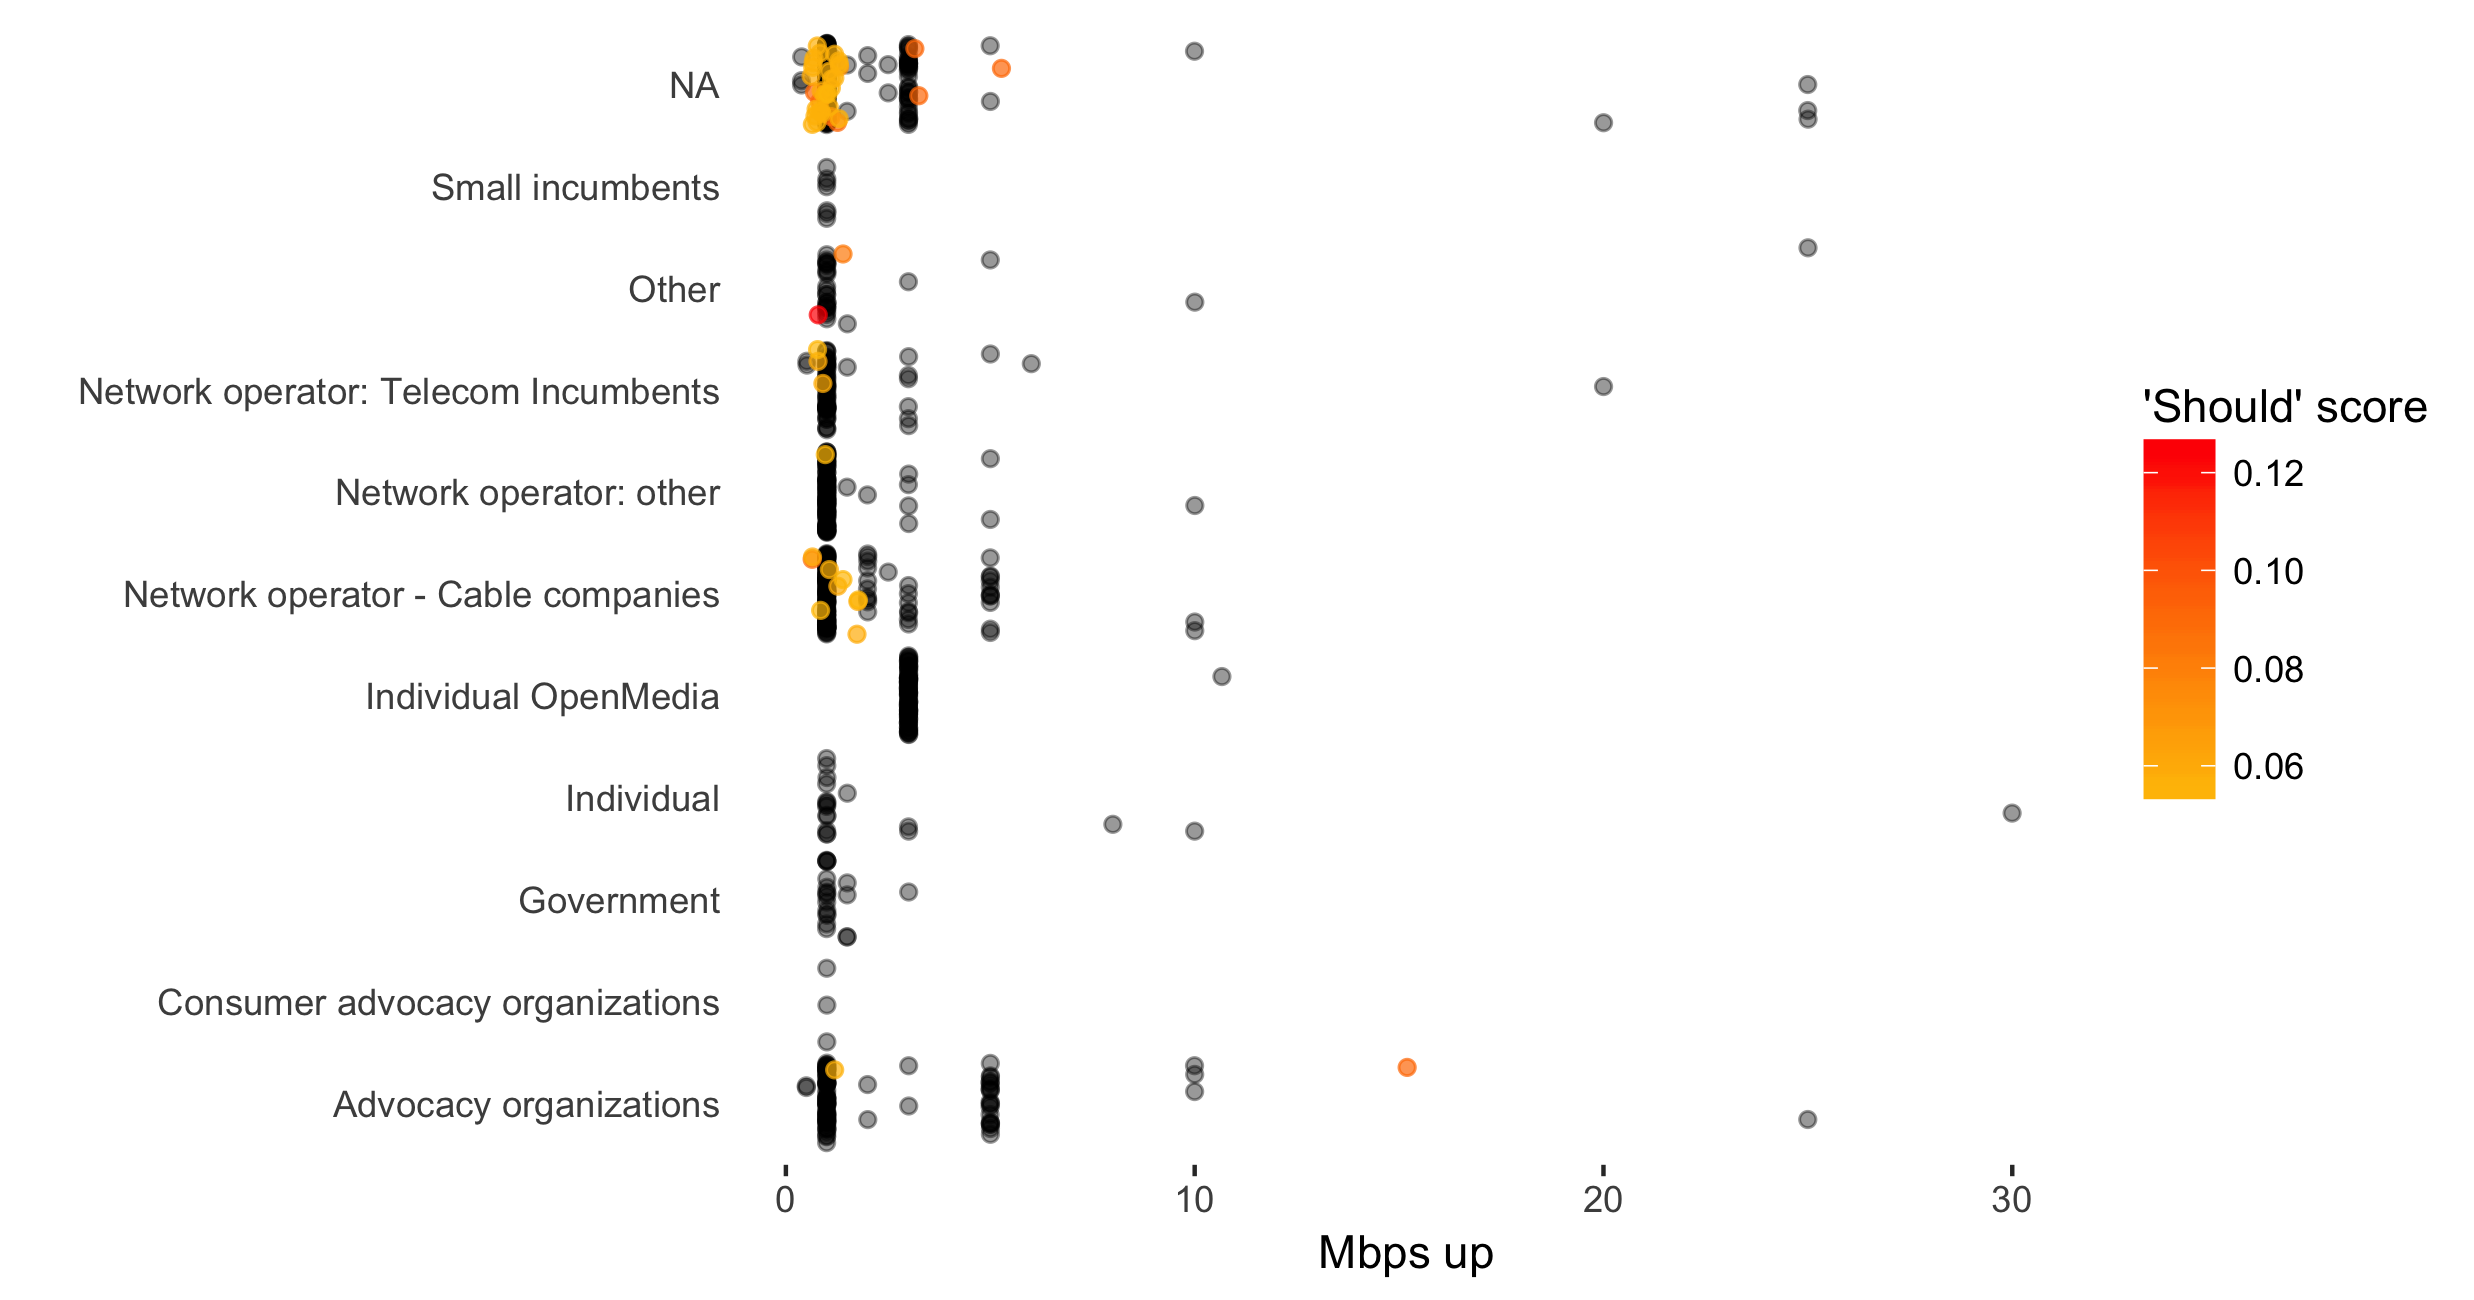 NA
Small incumbents
Other
Network operator: Telecom Incumbents
Network operator: other
Network operator - Cable companies
Individual OpenMedia
Individual
Government
Consumer advocacy organizations
Advocacy organizations
0
10
20
30
Mbps up
'Should' score
0.12
0.10
0.08
0.06